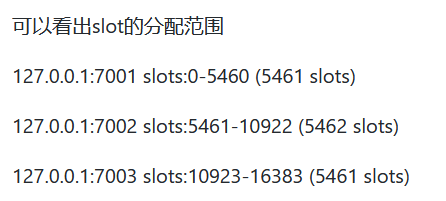 可以看出slot的分配范围
127.0.0.1:7001 slots:0-5460 (5461 slots)
127.0.0.1:7002 slots:5461-10922 (5462 slots)
127.0.0.1:7003 slots:10923-16383 (5461 slots)